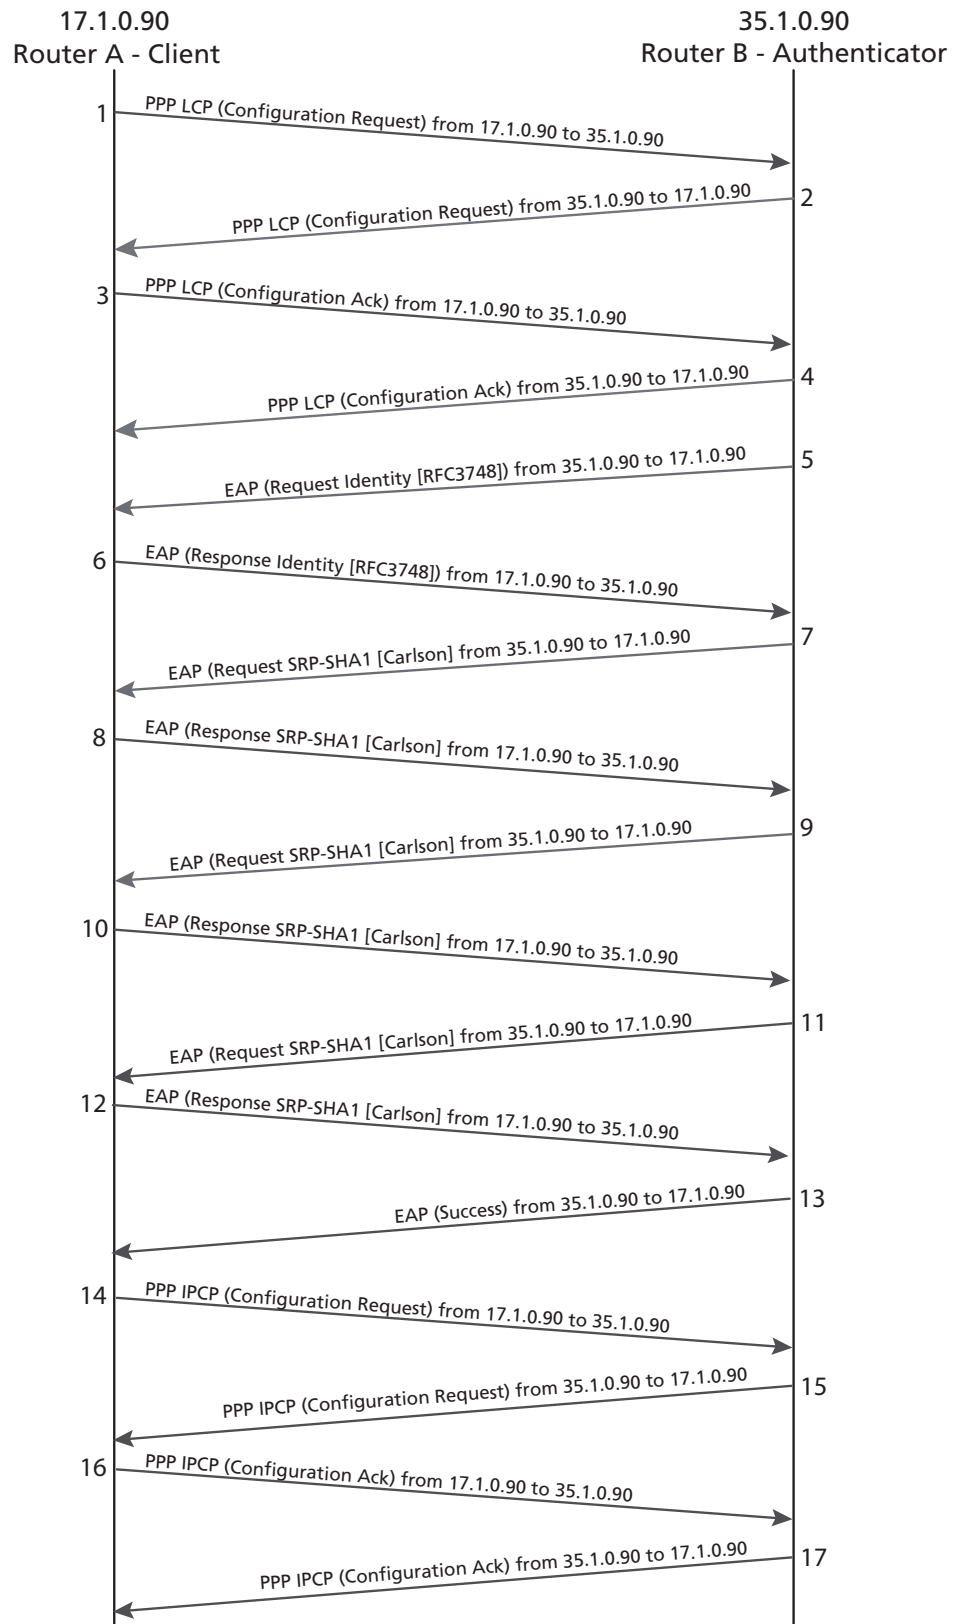 17.1.0.90
Router A - Client
35.1.0.90
Router B - Authenticator
1
PPP LCP (Configuration Request) from 17.1.0.90 to 35.1.0.90
PPP LCP (Configuration Request) from 35.1.0.90 to 17.1.0.90
2
3
PPP LCP (Configuration Ack) from 17.1.0.90 to 35.1.0.90
PPP LCP (Configuration Ack) from 35.1.0.90 to 17.1.0.90
4
EAP (Request Identity [RFC3748]) from 35.1.0.90 to 17.1.0.90
5
6
EAP (Response Identity [RFC3748]) from 17.1.0.90 to 35.1.0.90
EAP (Request SRP-SHA1 [Carlson] from 35.1.0.90 to 17.1.0.90
7
8
EAP (Response SRP-SHA1 [Carlson] from 17.1.0.90 to 35.1.0.90
EAP (Request SRP-SHA1 [Carlson] from 35.1.0.90 to 17.1.0.90
9
10
EAP (Response SRP-SHA1 [Carlson] from 17.1.0.90 to 35.1.0.90
EAP (Request SRP-SHA1 [Carlson] from 35.1.0.90 to 17.1.0.90
11
12
EAP (Response SRP-SHA1 [Carlson] from 17.1.0.90 to 35.1.0.90
EAP (Success) from 35.1.0.90 to 17.1.0.90
13
14
PPP IPCP (Configuration Request) from 17.1.0.90 to 35.1.0.90
PPP IPCP (Configuration Request) from 35.1.0.90 to 17.1.0.90
15
16
PPP IPCP (Configuration Ack) from 17.1.0.90 to 35.1.0.90
PPP IPCP (Configuration Ack) from 35.1.0.90 to 17.1.0.90
17